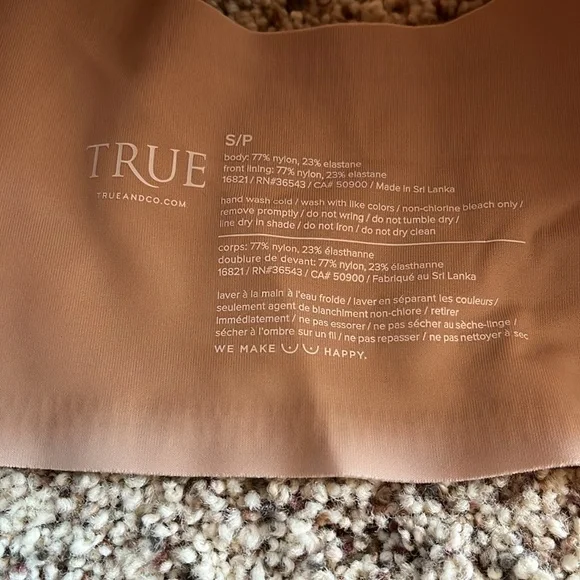 TRUE
TRUEANDCO.COM
S/P
body: 77% nylon, 23% elastane
front lining: 77% nylon, 23% elastane
16821 / RN#36543 / CA# 50900 / Made in Sri Lanka
hand wash cold / wash with like colors / non-chlorine bleach only /
remove promptly / do not wring / do not tumble dry /
line dry in shade / do not iron / do not dry clean
corps: 77% nylon, 23% élasthanne
doublure de devant: 77% nylon, 23% élasthanne
16821 / RN#36543 / CA# 50900 / Fabriqué au Sri Lanka
laver à la main à l'eau froide / laver en séparant les couleurs /
seulement agent de blanchiment non-chlore / retirer
immédiatement / ne pas essorer / ne pas sécher au sèche-linge /
sécher à l'ombre sur un fil / ne pas repasser / ne pas nettoyer à sec
WE MAKE HAPPY.